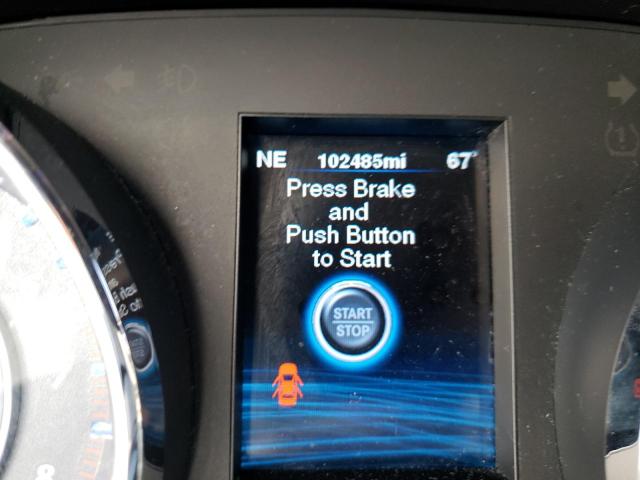 NE 102485mi 67°
Press Brake
and
Push Button
to Start
START
STOP